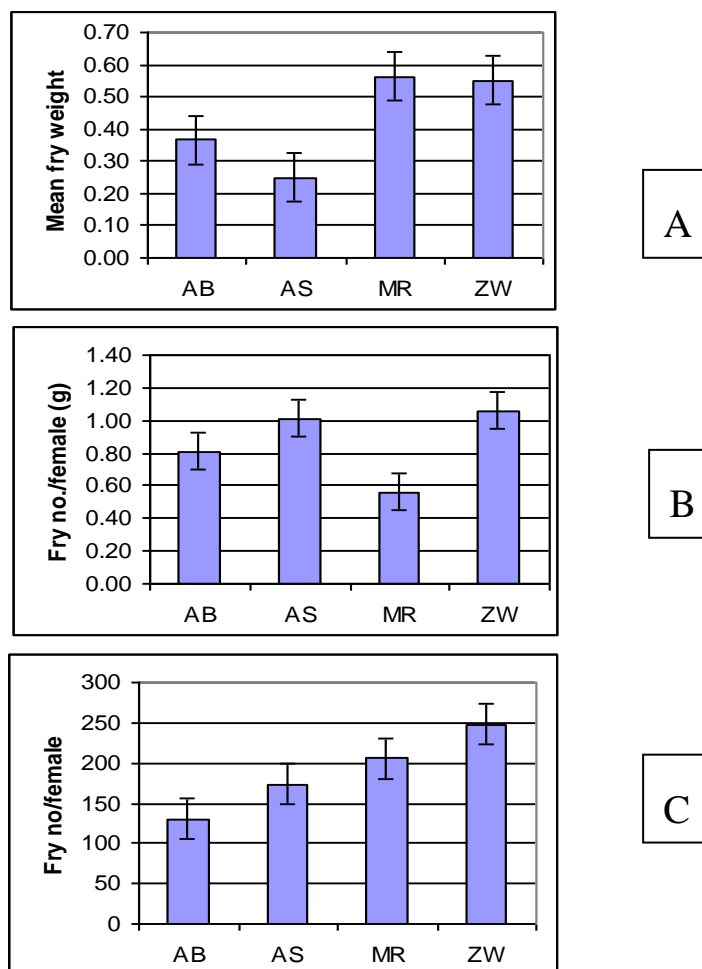 0.70
0.60
0.50
0.40
0.30
0.20
0.10
0.00
Mean fry weight
AB AS MR ZW
A
1.40
1.20
1.00
0.80
0.60
0.40
0.20
0.00
Fry no./female (g)
AB AS MR ZW
B
300
250
200
150
100
50
0
Fry no/female
AB AS MR ZW
C